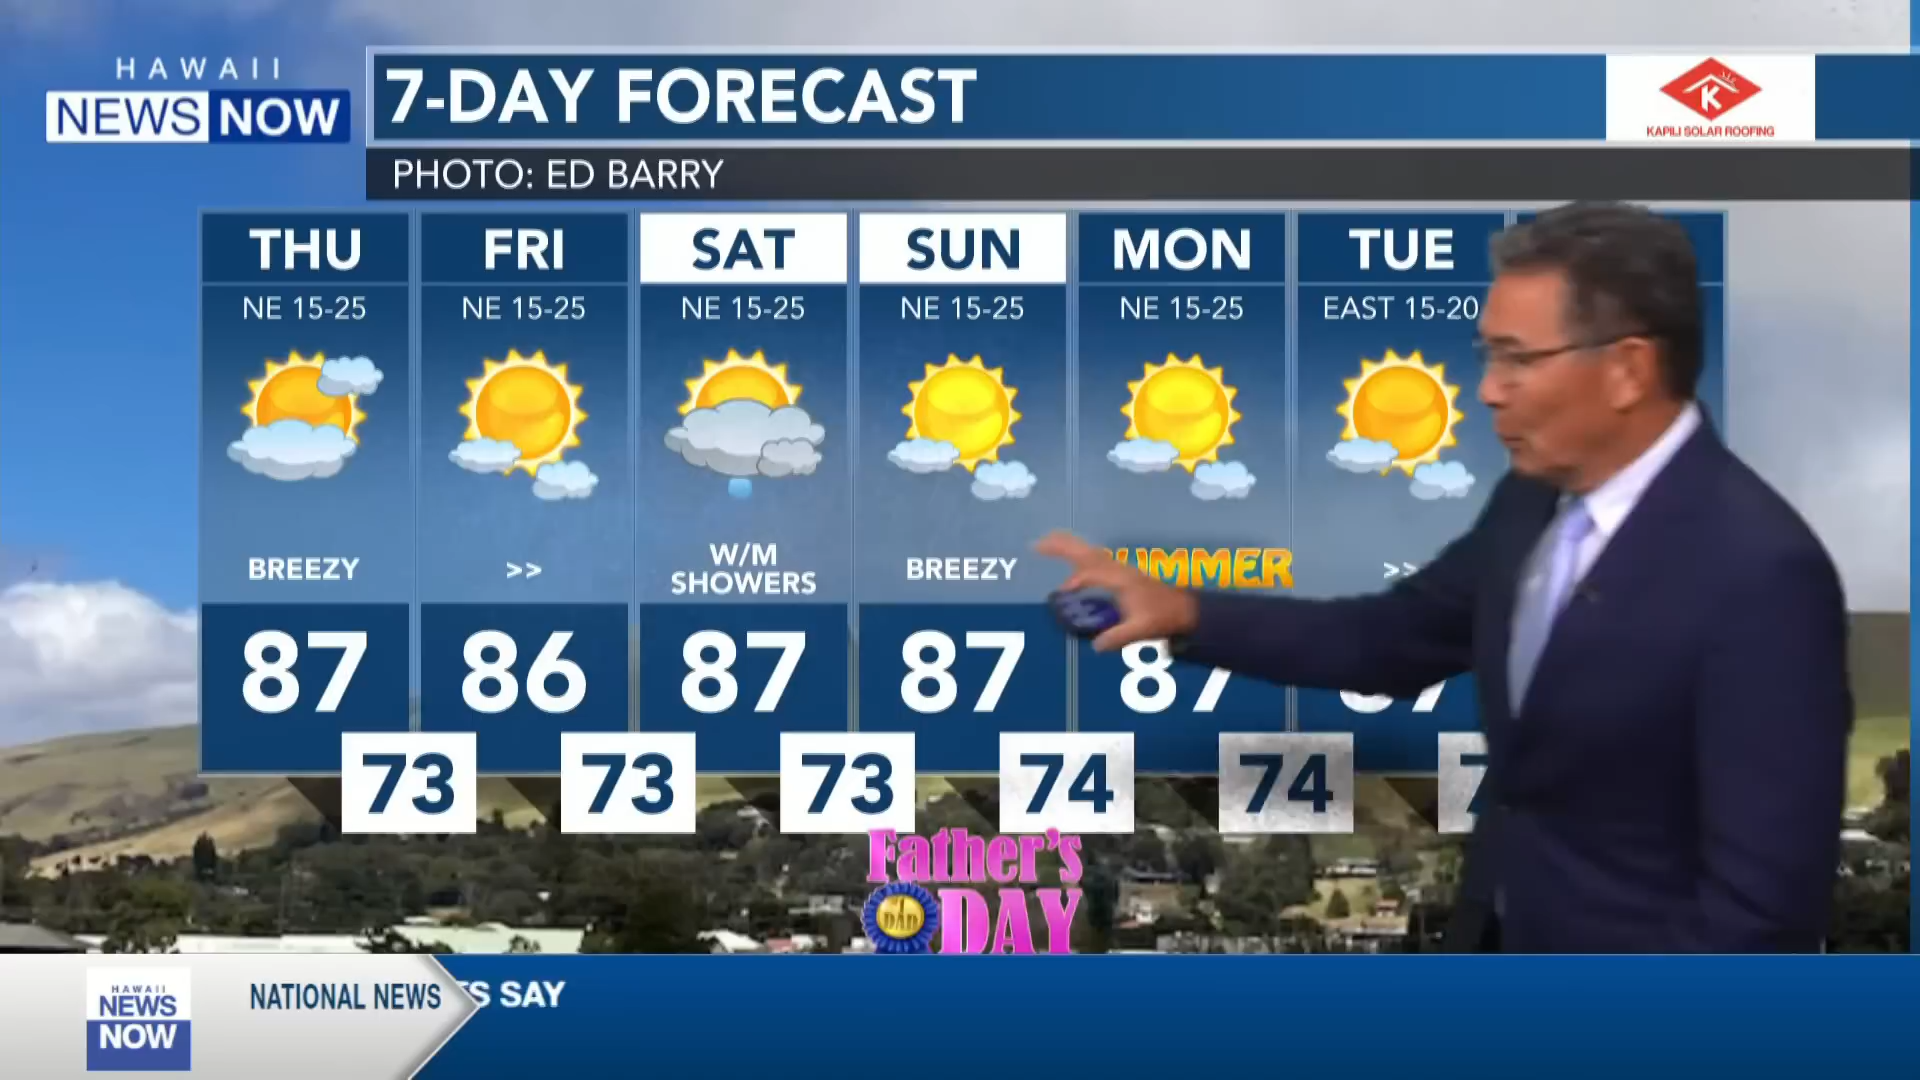 HAWAII
NEWS NOW
7-DAY FORECAST
KAPILI SOLAR ROOFING
PHOTO: ED BARRY
THU FRI SAT SUN MON TUE
NE 15-25 NE 15-25 NE 15-25 NE 15-25 NE 15-25 EAST 15-20
BREEZY >> W/M SHOWERS BREEZY >>
87 86 87 87 87
73 73 73 74 74
Father's
DAY
#1
DAD
HAWAII
NEWS
NOW
NATIONAL NEWS
SAY